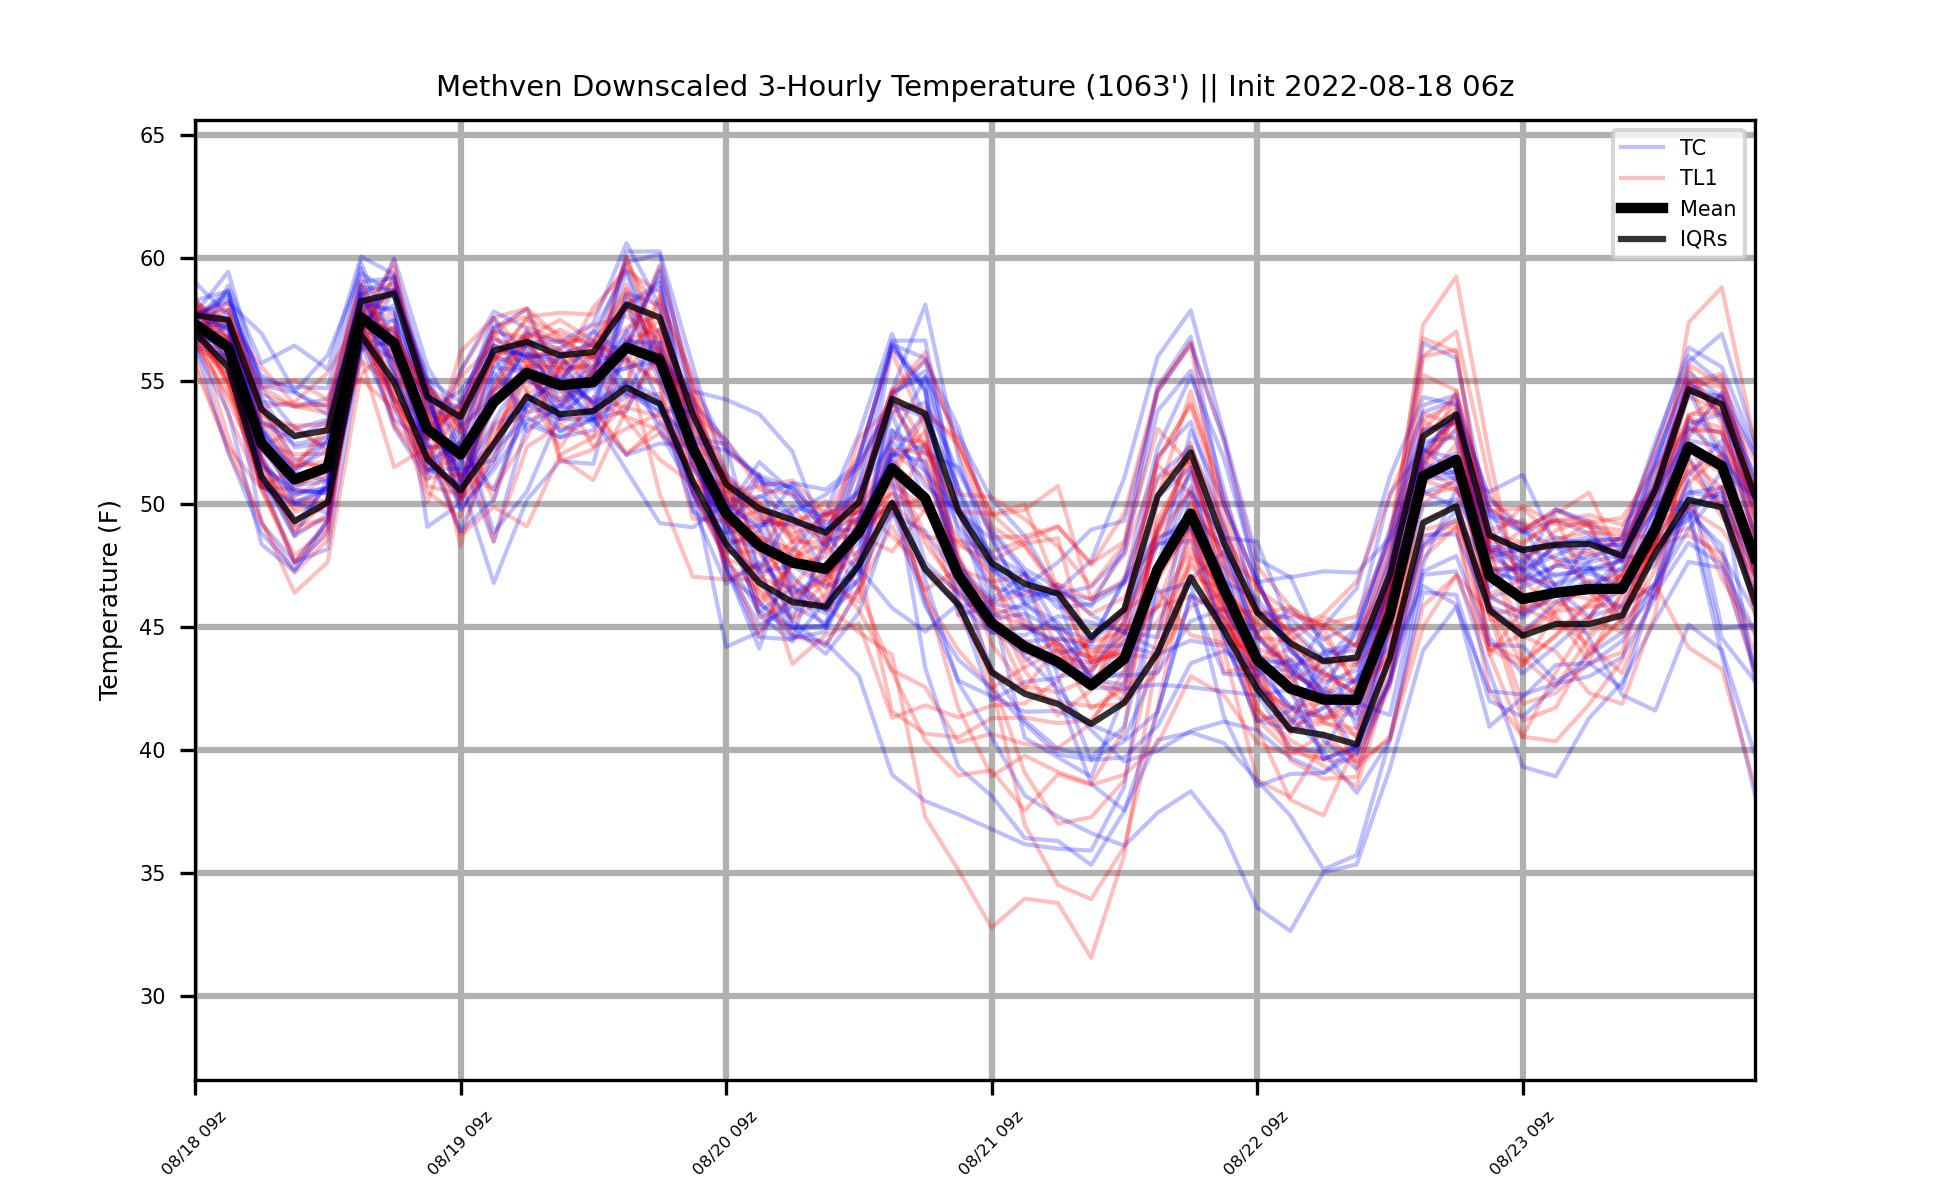 Methven Downscaled 3-Hourly Temperature (1063') || Init 2022-08-18 06z
TC
TL1
Mean
IQRs
Temperature (F)
65
60
55
50
45
40
35
30
08/18 09z
08/19 09z
08/20 09z
08/21 09z
08/22 09z
08/23 09z